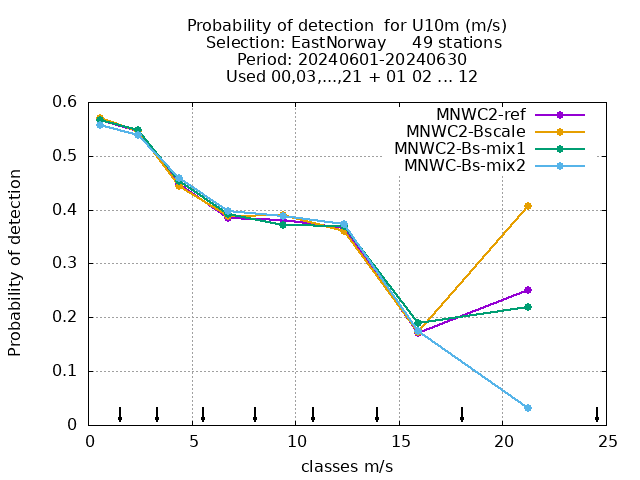 Probability of detection  for U10m (m/s)
Selection: EastNorway     49 stations
Period: 20240601-20240630
Used 00,03,...,21 + 01 02 ... 12
MNWC2-ref
MNWC2-Bscale
MNWC2-Bs-mix1
MNWC-Bs-mix2
Probability of detection
0.6
0.5
0.4
0.3
0.2
0.1
0
0 5 10 15 20 25
classes m/s